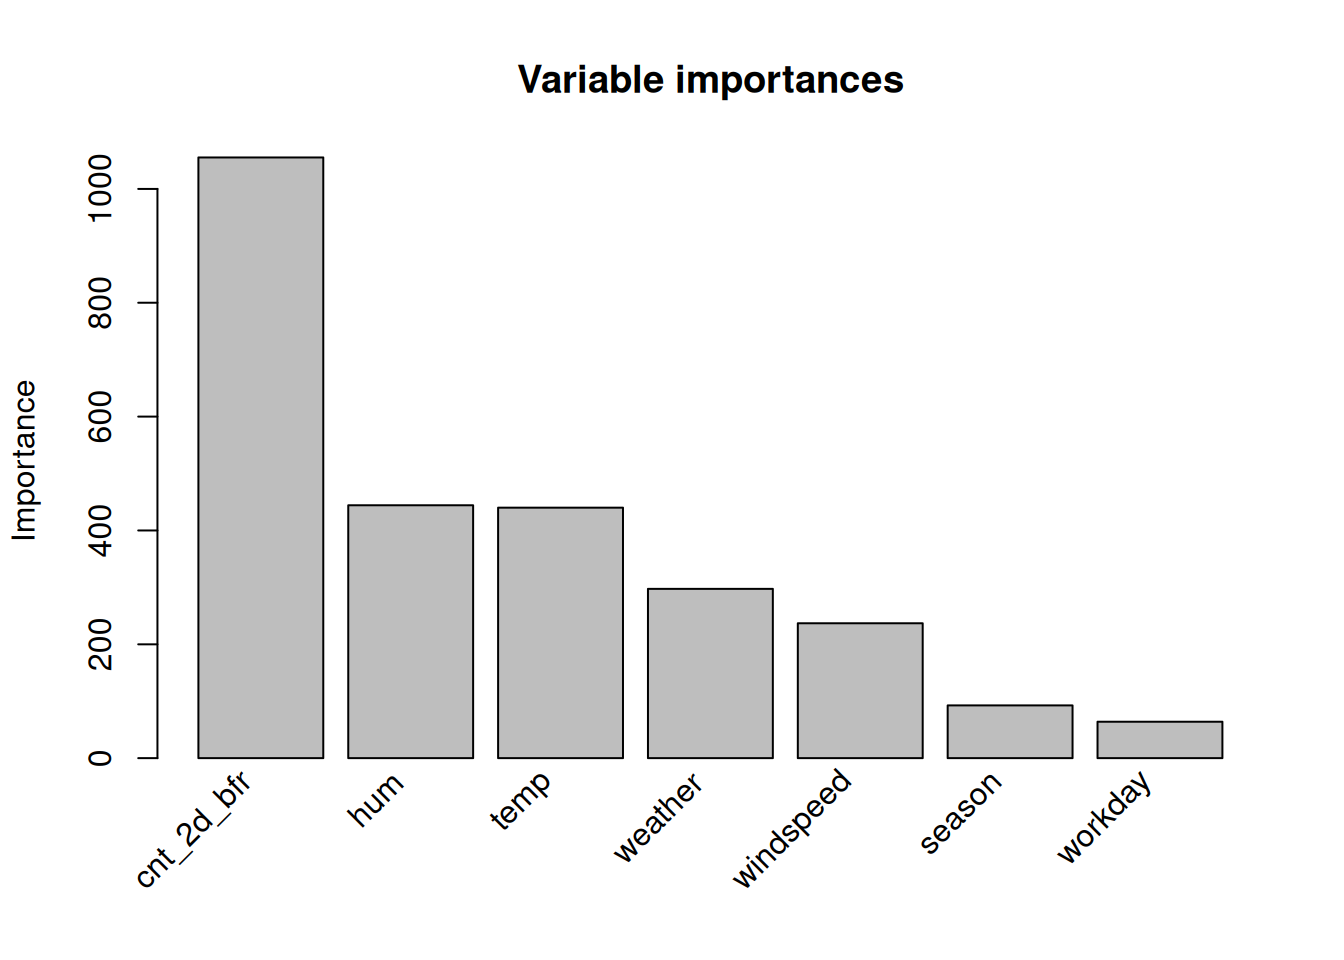 Variable importances
Importance
1000
800
600
400
200
0
cnt_2d_bfr
hum
temp
weather
windspeed
season
workday